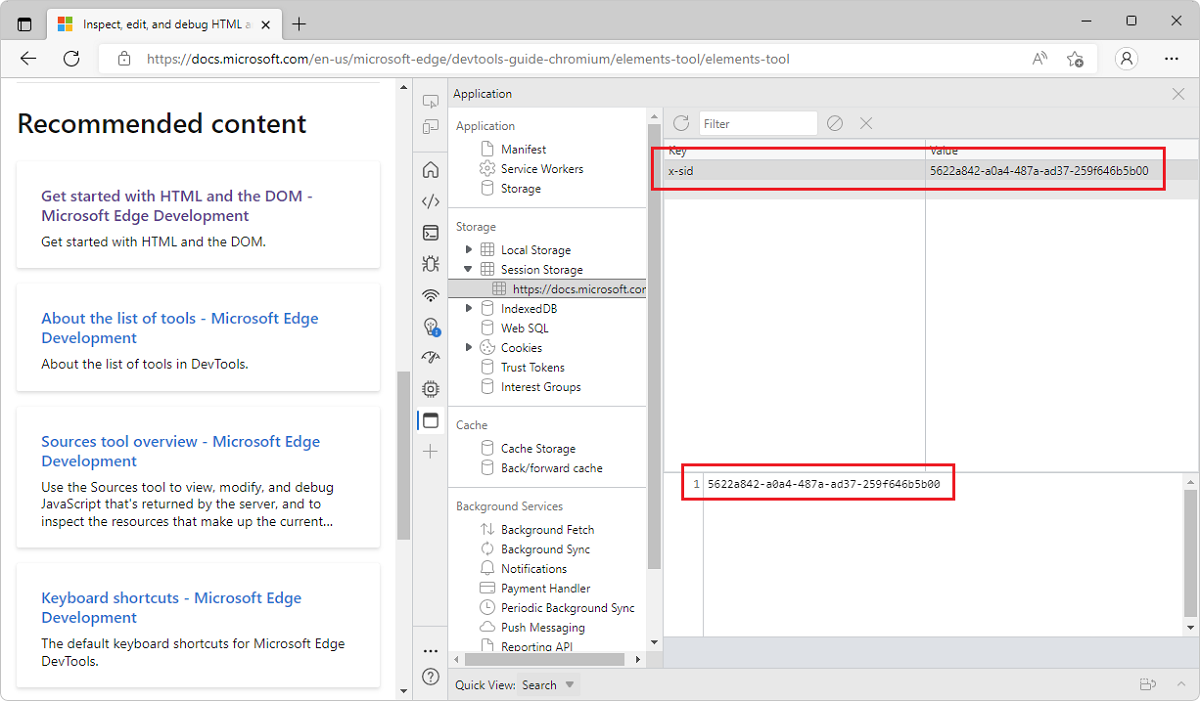 Inspect, edit, and debug HTML a
https://docs.microsoft.com/en-us/microsoft-edge/devtools-guide-chromium/elements-tool/elements-tool
Recommended content
Get started with HTML and the DOM -
Microsoft Edge Development
Get started with HTML and the DOM.
About the list of tools - Microsoft Edge
Development
About the list of tools in DevTools.
Sources tool overview - Microsoft Edge
Development
Use the Sources tool to view, modify, and debug
JavaScript that's returned by the server, and to
inspect the resources that make up the current...
Keyboard shortcuts - Microsoft Edge
Development
The default keyboard shortcuts for Microsoft Edge
DevTools.
Application
Application
Manifest
Service Workers
Storage
Storage
Local Storage
Session Storage
https://docs.microsoft.cor
IndexedDB
Web SQL
Cookies
Trust Tokens
Interest Groups
Cache
Cache Storage
Back/forward cache
Background Services
Background Fetch
Background Sync
Notifications
Payment Handler
Periodic Background Sync
Push Messaging
Reporting API
Filter
Key Value
x-sid 5622a842-a0a4-487a-ad37-259f646b5b00
1 5622a842-a0a4-487a-ad37-259f646b5b00
Quick View: Search